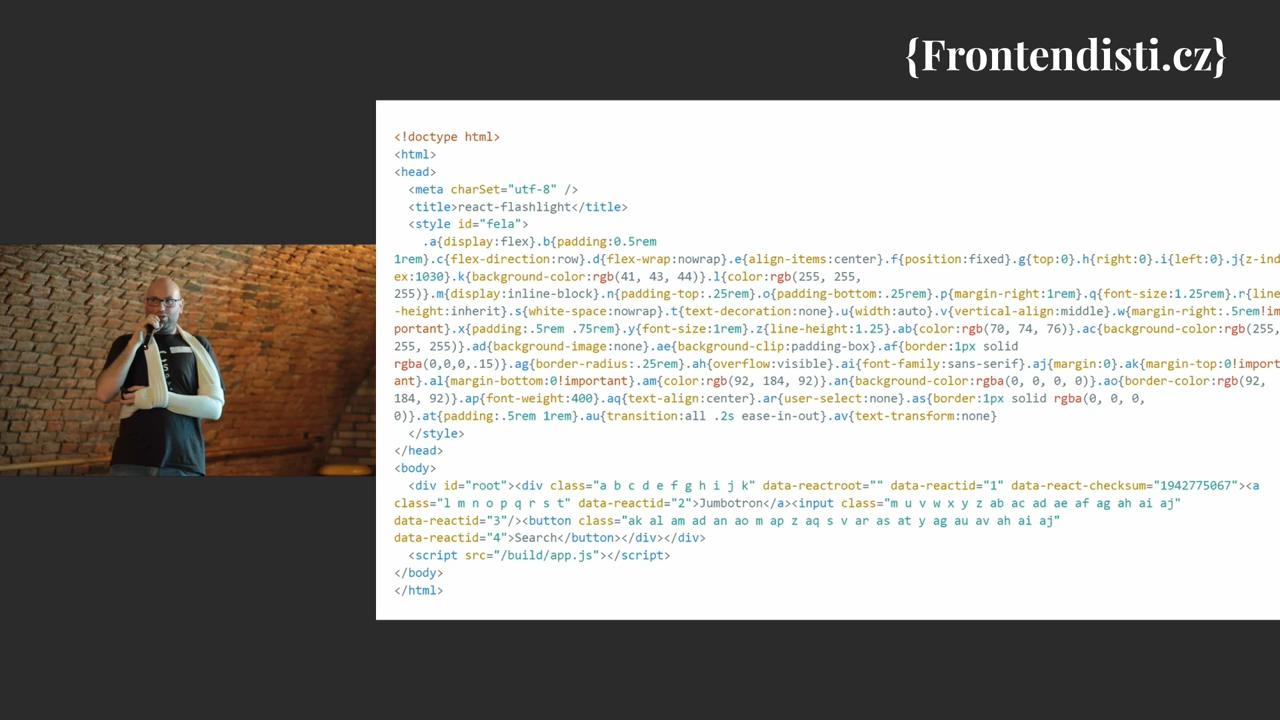 {Frontendisti.cz}
<!doctype html>
<html>
<head>
<meta charSet="utf-8" />
<title>react-flashlight</title>
<style id="fela">
.a{display:flex}.b{padding:0.5rem
1rem}.c{flex-direction:row}.d{flex-wrap:nowrap}.e{align-items:center}.f{position:fixed}.g{top:0}.h{right:0}.i{left:0}.j{z-ind
ex:1030}.k{background-color:rgb(41, 43, 44)}.l{color:rgb(255, 255,
255)}.m{display:inline-block}.n{padding-top:.25rem}.o{padding-bottom:.25rem}.p{margin-right:1rem}.q{font-size:1.25rem}.r{line
-height:inherit}.s{white-space:nowrap}.t{text-decoration:none}.u{width:auto}.v{vertical-align:middle}.w{margin-right:.5rem!im
portant}.x{padding:.5rem .75rem}.y{font-size:1rem}.z{line-height:1.25}.ab{color:rgb(70, 74, 76)}.ac{background-color:rgb(255,
255, 255)}.ad{background-image:none}.ae{background-clip:padding-box}.af{border:1px solid
rgba(0,0,0,.15)}.ag{border-radius:.25rem}.ah{overflow:visible}.ai{font-family:sans-serif}.aj{margin:0}.ak{margin-top:0!import
ant}.al{margin-bottom:0!important}.am{color:rgb(92, 184, 92)}.an{background-color:rgba(0, 0, 0, 0)}.ao{border-color:rgb(92,
184, 92)}.ap{font-weight:400}.aq{text-align:center}.ar{user-select:none}.as{border:1px solid rgba(0, 0, 0,
0)}.at{padding:.5rem 1rem}.au{transition:all .2s ease-in-out}.av{text-transform:none}
</style>
</head>
<body>
<div id="root"><div class="a b c d e f g h i j k" data-reactroot="" data-reactid="1" data-react-checksum="1942775067"><a
class="l m n o p q r s t" data-reactid="2">Jumbotron</a><input class="m u v w x y z ab ac ad ae af ag ah ai aj"
data-reactid="3"/><button class="ak al am ad an ao m ap z aq s v ar as at y ag au av ah ai aj"
data-reactid="4">Search</button></div></div>
<script src="/build/app.js"></script>
</body>
</html>